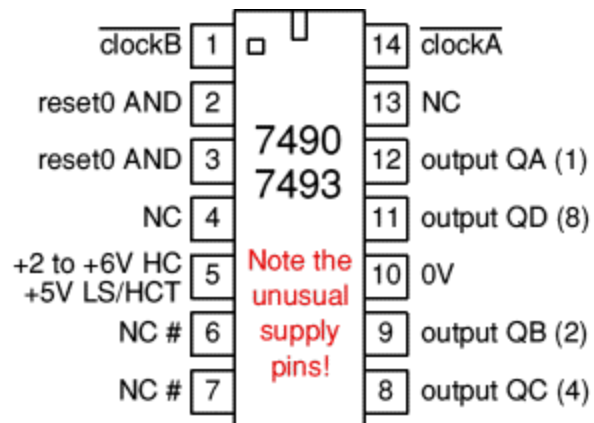 clockB 1 14 clockA
reset0 AND 2 13 NC
reset0 AND 3 12 output QA (1)
7490
7493
NC 4 11 output QD (8)
+2 to +6V HC
+5V LS/HCT 5 10 0V
Note the
unusual
supply
pins!
NC # 6 9 output QB (2)
NC # 7 8 output QC (4)